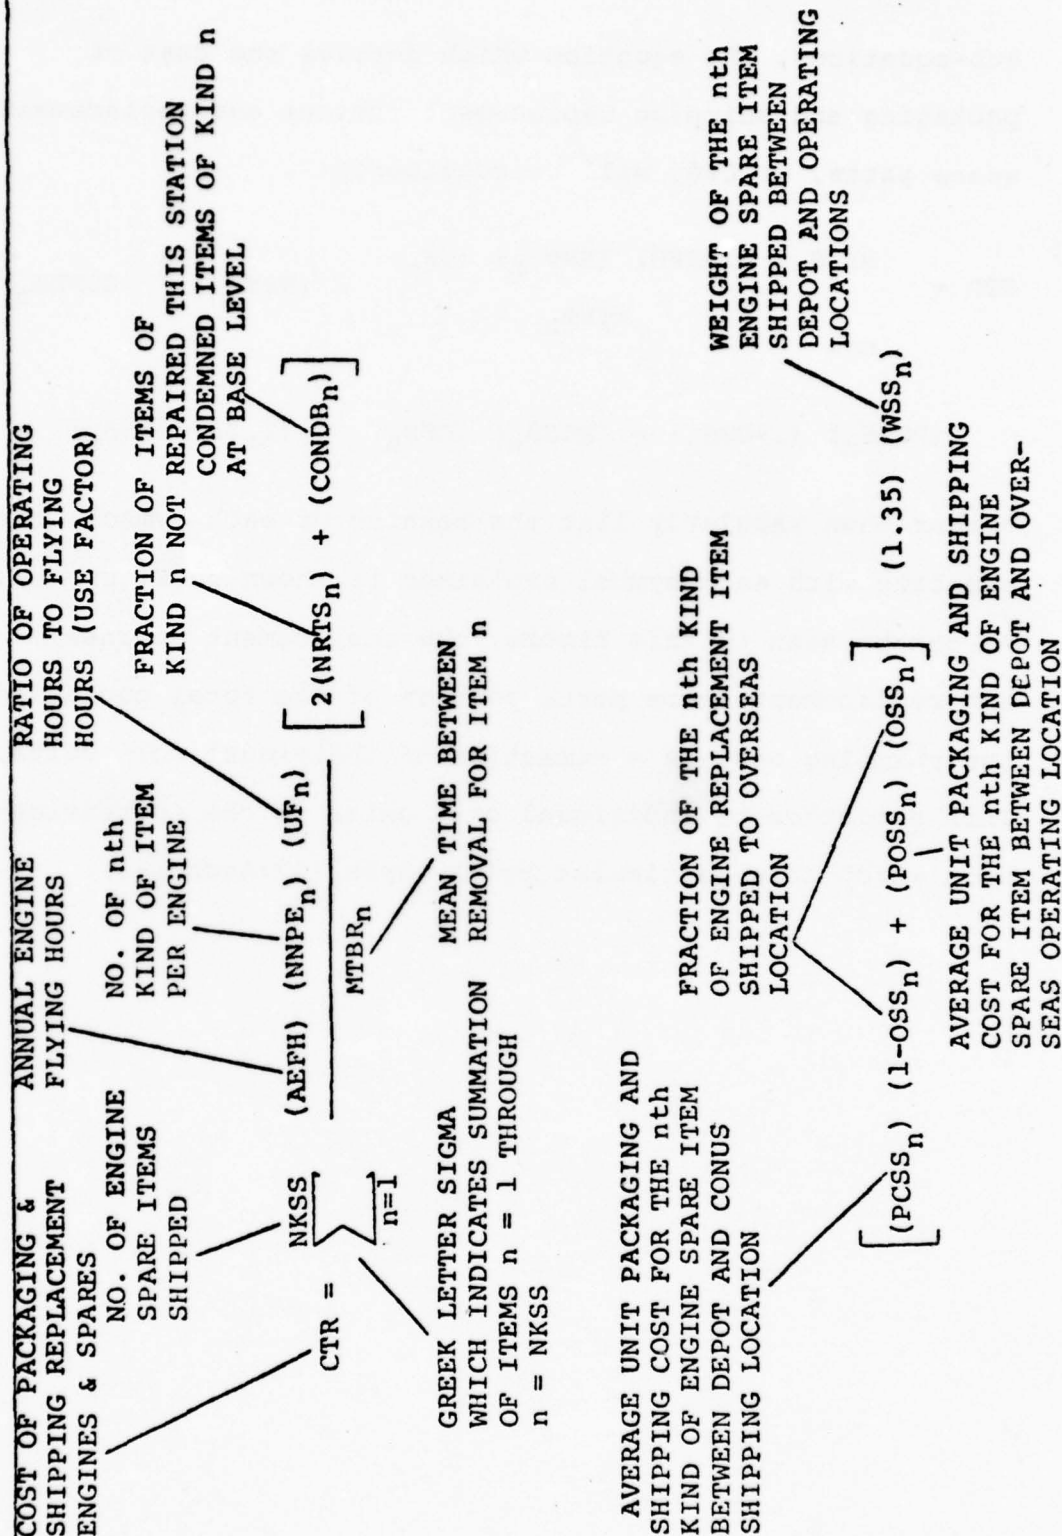 COST OF PACKAGING &
SHIPPING REPLACEMENT
ENGINES & SPARES
ANNUAL ENGINE
FLYING HOURS
RATIO OF OPERATING
HOURS TO FLYING
HOURS (USE FACTOR)
NO. OF ENGINE
SPARE ITEMS
SHIPPED
NO. OF nth
KIND OF ITEM
PER ENGINE
FRACTION OF ITEMS OF
KIND n NOT REPAIRED THIS STATION
CONDEMNED ITEMS OF KIND n
AT BASE LEVEL
CTR = NKSS Σ n=1 (AEFH) (NNPEn) (UFn) / MTBRn [2(NRTSn) + (CONDBn)]
GREEK LETTER SIGMA
WHICH INDICATES SUMMATION
OF ITEMS n = 1 THROUGH
n = NKSS
MEAN TIME BETWEEN
REMOVAL FOR ITEM n
AVERAGE UNIT PACKAGING AND
SHIPPING COST FOR THE nth
KIND OF ENGINE SPARE ITEM
BETWEEN DEPOT AND CONUS
SHIPPING LOCATION
FRACTION OF THE nth KIND
OF ENGINE REPLACEMENT ITEM
SHIPPED TO OVERSEAS
LOCATION
WEIGHT OF THE nth
ENGINE SPARE ITEM
SHIPPED BETWEEN
DEPOT AND OPERATING
LOCATIONS
[(PCSSn) (1-OSSn) + (POSSn) (OSSn)] (1.35) (WSSn)
AVERAGE UNIT PACKAGING AND SHIPPING
COST FOR THE nth KIND OF ENGINE
SPARE ITEM BETWEEN DEPOT AND OVER-
SEAS OPERATING LOCATION